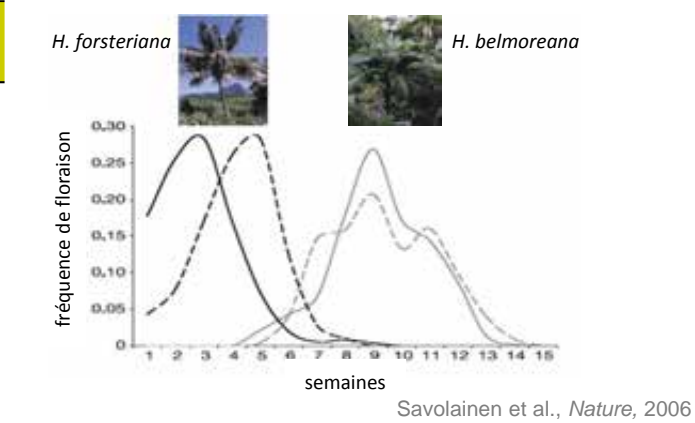 H. forsteriana
H. belmoreana
fréquence de floraison
0.30
0.25
0.20
0.15
0.10
0.05
0
1 2 3 4 5 6 7 8 9 10 11 12 13 14 15
semaines
Savolainen et al., Nature, 2006